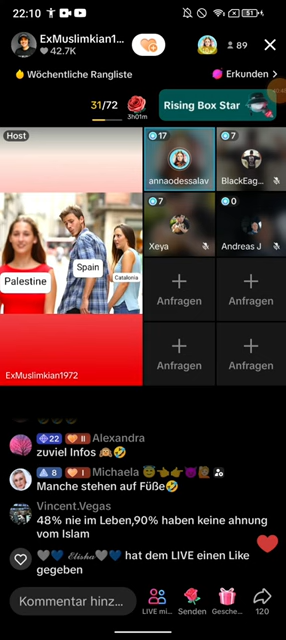 22:10
ExMuslimkian1...
42.7K
89
Wöchentliche Rangliste
Erkunden >
31/72
3h01m
Rising Box Star
Host
17
annaodessalav
7
BlackEag...
7
Xeya
0
Andreas J
Palestine
Spain
Catalonia
Anfragen
Anfragen
Anfragen
Anfragen
ExMuslimkian1972
22 II Alexandra
zuviel Infos 🙈🤣
8 I Michaela 😇👈👉😈🙋
Manche stehen auf Füße🤣
Vincent.Vegas
48% nie im Leben,90% haben keine ahnung
vom Islam
🩶💙 𝓔𝓵𝓲𝓼𝓱𝓪🩶💙 hat dem LIVE einen Like
gegeben
Kommentar hinz...
LIVE mi...
Senden
Gesche...
120